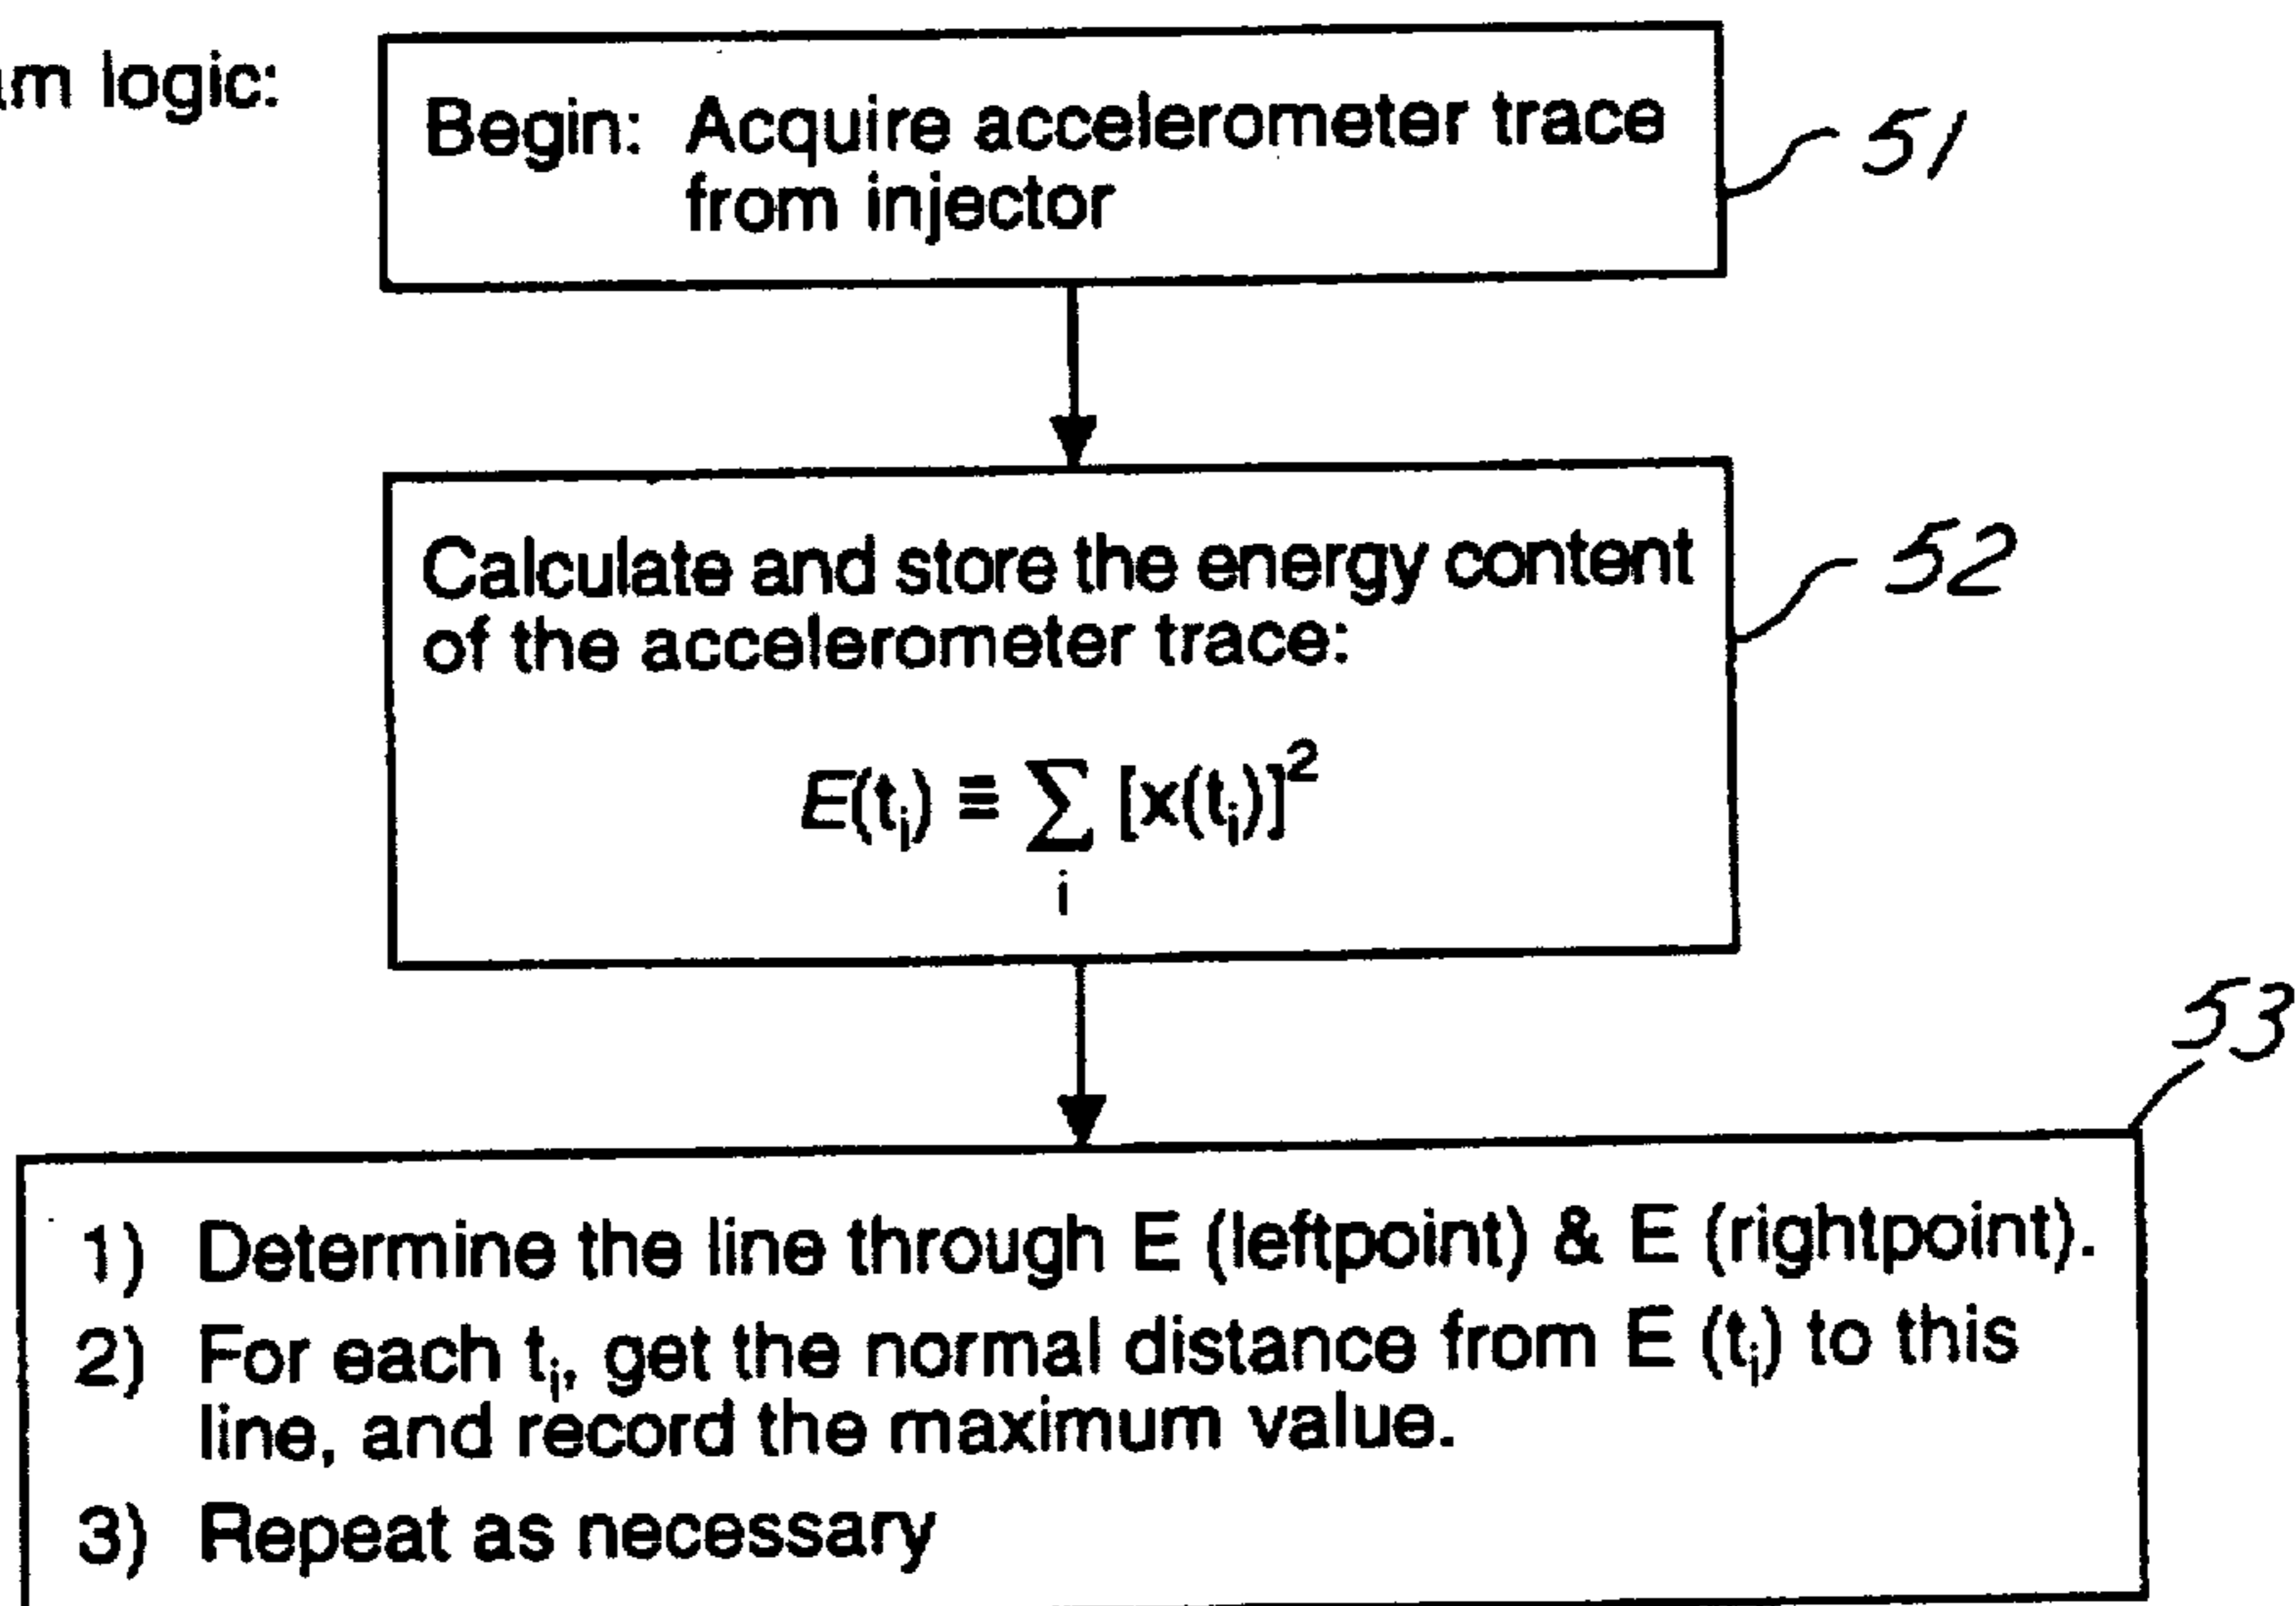 logic:
Begin: Acquire accelerometer trace
from injector
51
Calculate and store the energy content
of the accelerometer trace:
52
E(tᵢ) ≡ ∑ [x(tᵢ)]²
i
53
1) Determine the line through E (leftpoint) & E (rightpoint).
2) For each tᵢ, get the normal distance from E (tᵢ) to this
line, and record the maximum value.
3) Repeat as necessary